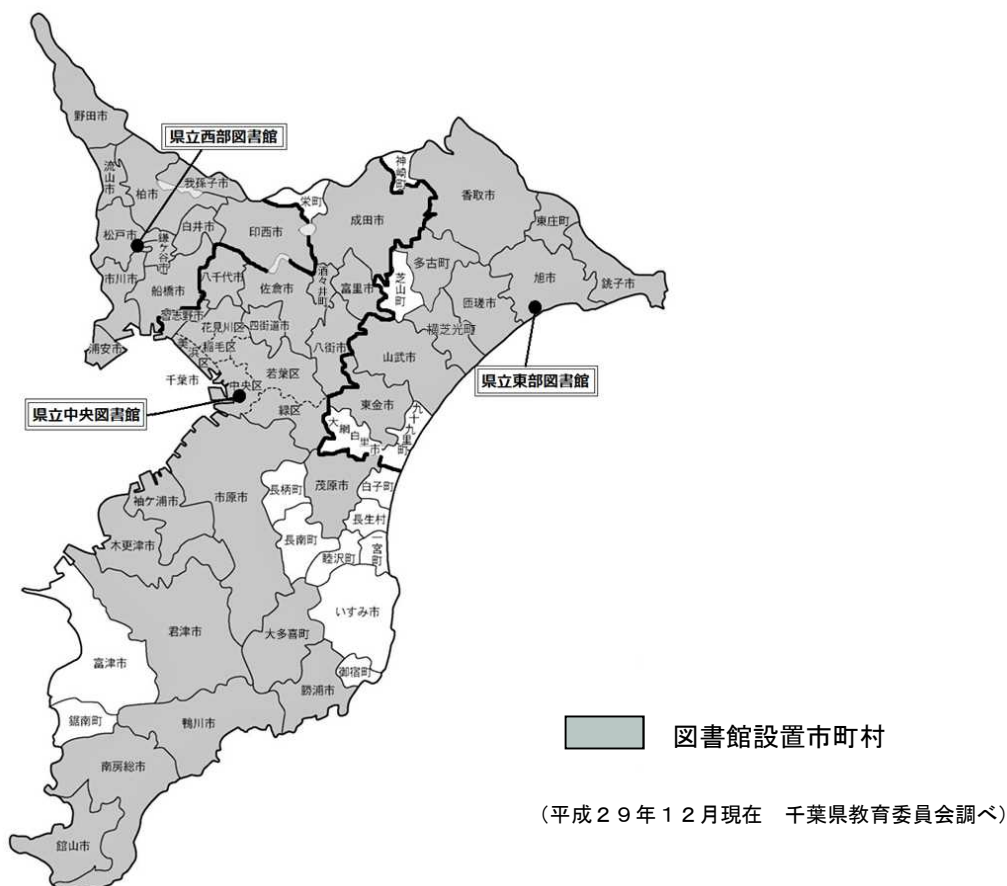 野田市
県立西部図書館
流山市
柏市
我孫子市
松戸市
鎌ケ谷市
白井市
印西市
栄町
成田市
神崎町
香取市
東庄町
市川市
船橋市
八千代市
佐倉市
酒々井町
富里市
芝山町
多古町
匝瑳市
旭市
銚子市
浦安市
習志野市
花見川区
四街道市
八街市
山武市
横芝光町
県立東部図書館
美浜区
稲毛区
若葉区
千葉市
中央区
緑区
県立中央図書館
東金市
九十九里町
大網白里市
袖ケ浦市
市原市
長柄町
茂原市
白子町
木更津市
長南町
長生村
睦沢町
一宮町
君津市
大多喜町
いすみ市
富津市
勝浦市
御宿町
鋸南町
鴨川市
南房総市
館山市
図書館設置市町村
(平成29年12月現在　千葉県教育委員会調べ)